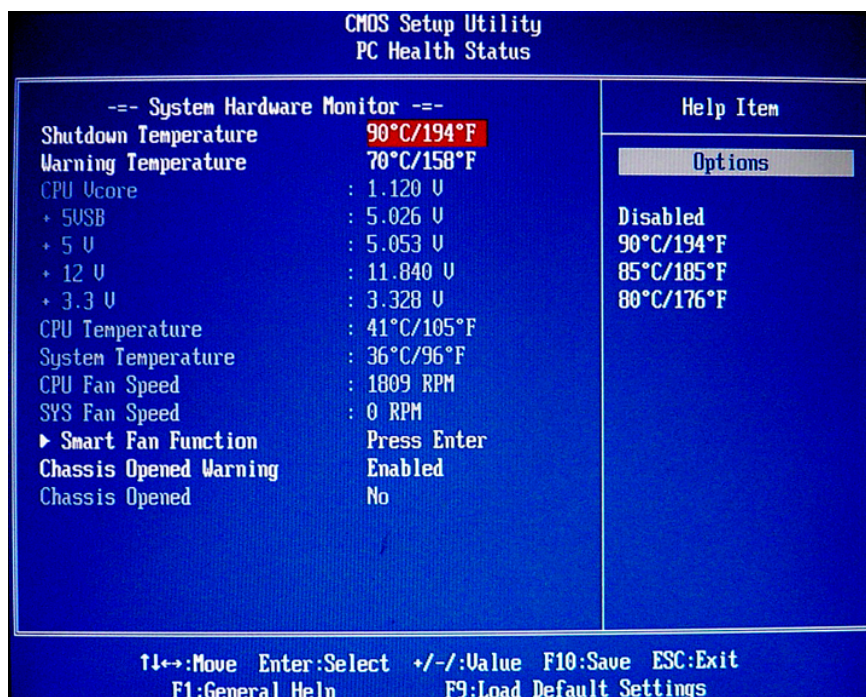 CMOS Setup Utility
PC Health Status
-=- System Hardware Monitor -=-
Shutdown Temperature 90°C/194°F
Warning Temperature 70°C/158°F
CPU Vcore : 1.120 V
+ 5VSB : 5.026 V
+ 5 V : 5.053 V
+ 12 V : 11.840 V
+ 3.3 V : 3.328 V
CPU Temperature : 41°C/105°F
System Temperature : 36°C/96°F
CPU Fan Speed : 1809 RPM
SYS Fan Speed : 0 RPM
▶ Smart Fan Function Press Enter
Chassis Opened Warning Enabled
Chassis Opened No
Help Item
Options
Disabled
90°C/194°F
85°C/185°F
80°C/176°F
↑↓↔:Move Enter:Select +/-/:Value F10:Save ESC:Exit
F1:General Help F9:Load Default Settings